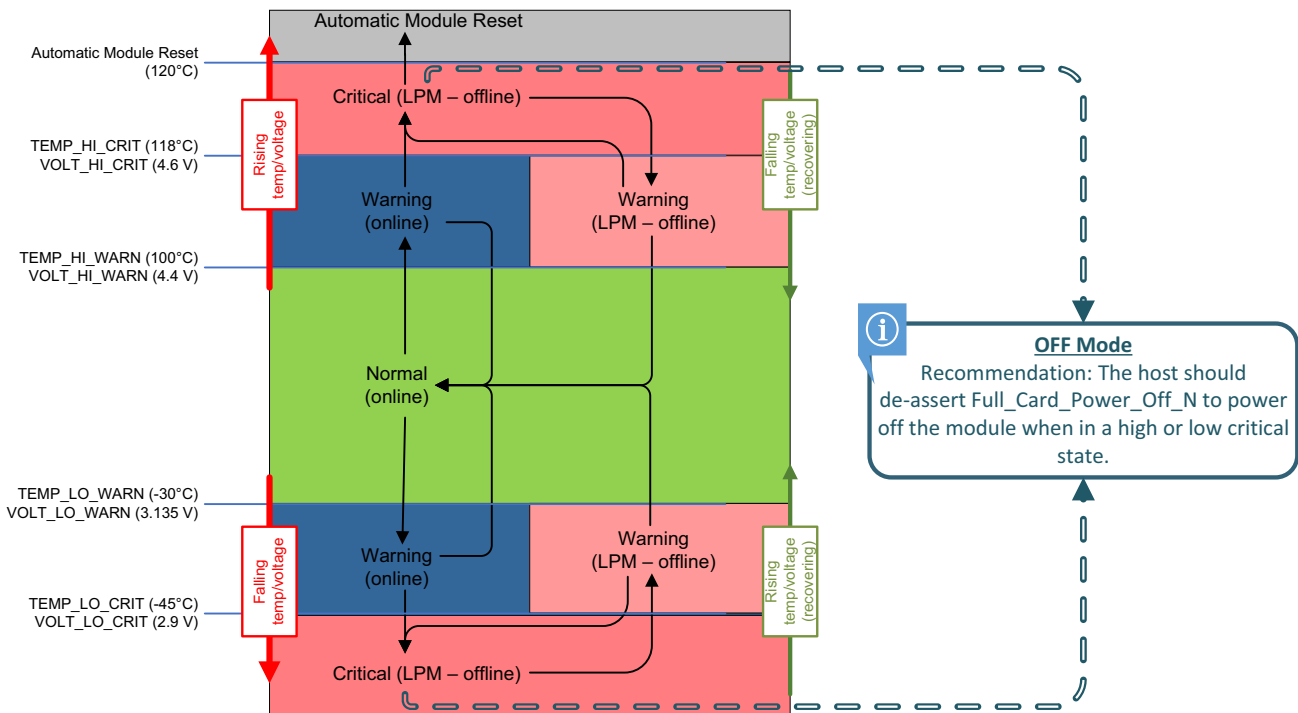 Automatic Module Reset
Automatic Module Reset
(120°C)
Critical (LPM – offline)
Rising
temp/voltage
Falling
temp/voltage
(recovering)
TEMP_HI_CRIT (118°C)
VOLT_HI_CRIT (4.6 V)
Warning
(online)
Warning
(LPM – offline)
TEMP_HI_WARN (100°C)
VOLT_HI_WARN (4.4 V)
i
OFF Mode
Recommendation: The host should
de-assert Full_Card_Power_Off_N to power
off the module when in a high or low critical
state.
Normal
(online)
TEMP_LO_WARN (-30°C)
VOLT_LO_WARN (3.135 V)
Warning
(online)
Warning
(LPM – offline)
Falling
temp/voltage
Rising
temp/voltage
(recovering)
TEMP_LO_CRIT (-45°C)
VOLT_LO_CRIT (2.9 V)
Critical (LPM – offline)